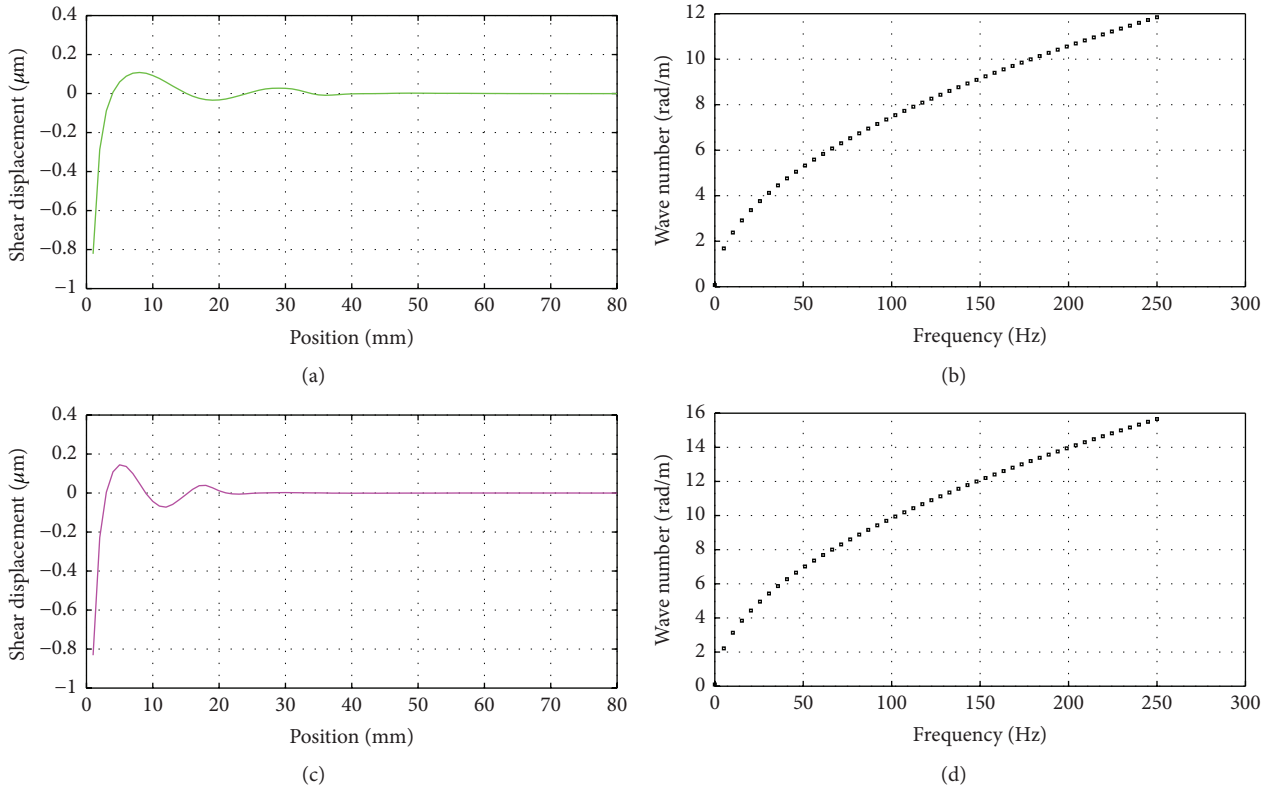 0.4
0.2
0
−0.2
−0.4
−0.6
−0.8
−1
Shear displacement (μm)
0 10 20 30 40 50 60 70 80
Position (mm)
(a)
12
10
8
6
4
2
0
Wave number (rad/m)
0 50 100 150 200 250 300
Frequency (Hz)
(b)
0.4
0.2
0
−0.2
−0.4
−0.6
−0.8
−1
Shear displacement (μm)
0 10 20 30 40 50 60 70 80
Position (mm)
(c)
16
14
12
10
8
6
4
2
0
Wave number (rad/m)
0 50 100 150 200 250 300
Frequency (Hz)
(d)